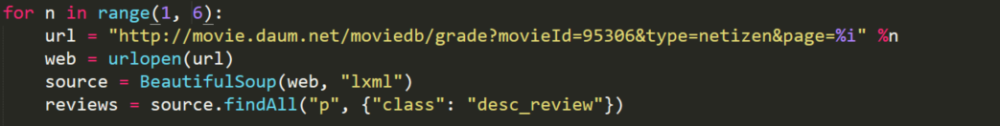 for n in range(1, 6):
    url = "http://movie.daum.net/moviedb/grade?movieId=95306&type=netizen&page=%i" %n
    web = urlopen(url)
    source = BeautifulSoup(web, "lxml")
    reviews = source.findAll("p", {"class": "desc_review"})